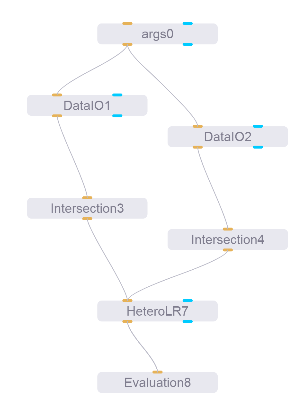 args0
DataIO1
DataIO2
Intersection3
Intersection4
HeteroLR7
Evaluation8